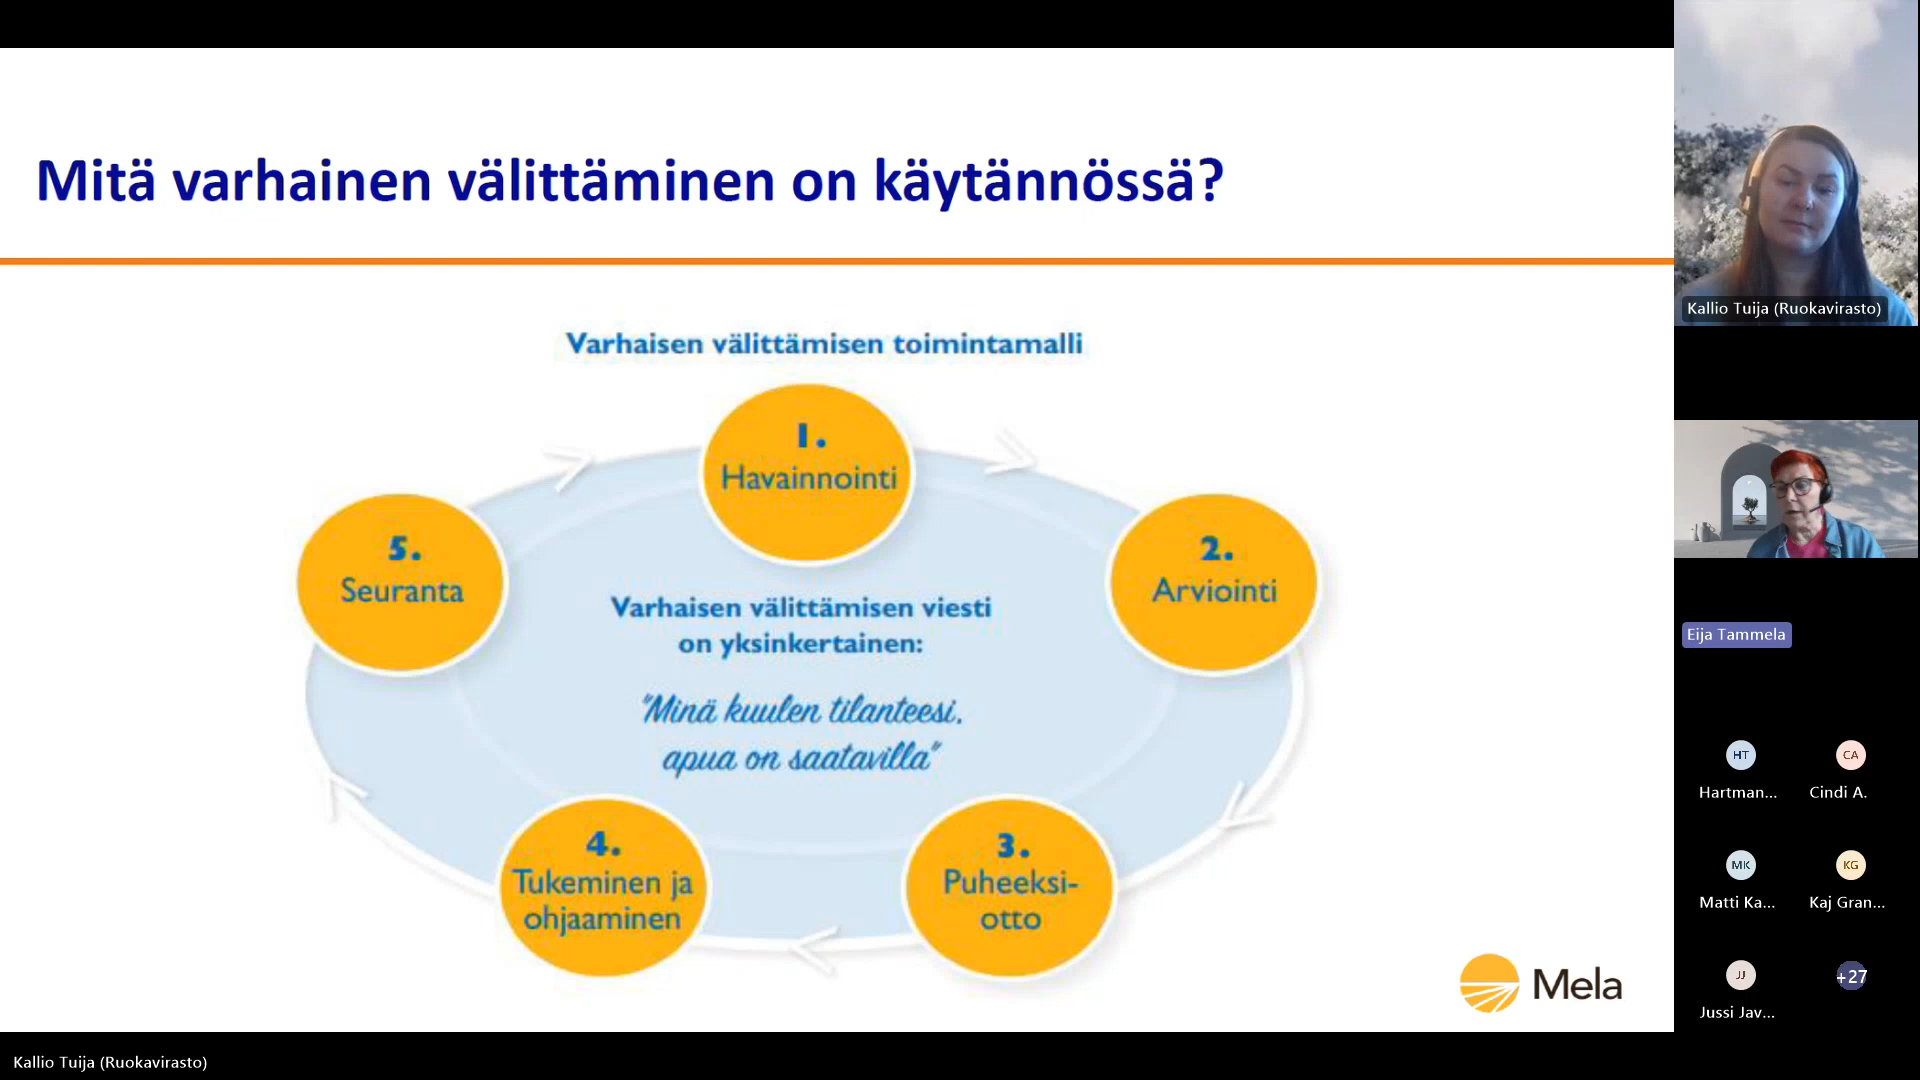 Mitä varhainen välittäminen on käytännössä?
Varhaisen välittämisen toimintamalli
1.
Havainnointi
2.
Arviointi
3.
Puheeksi-
otto
4.
Tukeminen ja
ohjaaminen
5.
Seuranta
Varhaisen välittämisen viesti
on yksinkertainen:
"Minä kuulen tilanteesi,
apua on saatavilla"
Mela
Kallio Tuija (Ruokavirasto)
Eija Tammela
HT
Hartman...
CA
Cindi A.
MK
Matti Ka...
KG
Kaj Gran...
JJ
Jussi Jav...
+27
Kallio Tuija (Ruokavirasto)